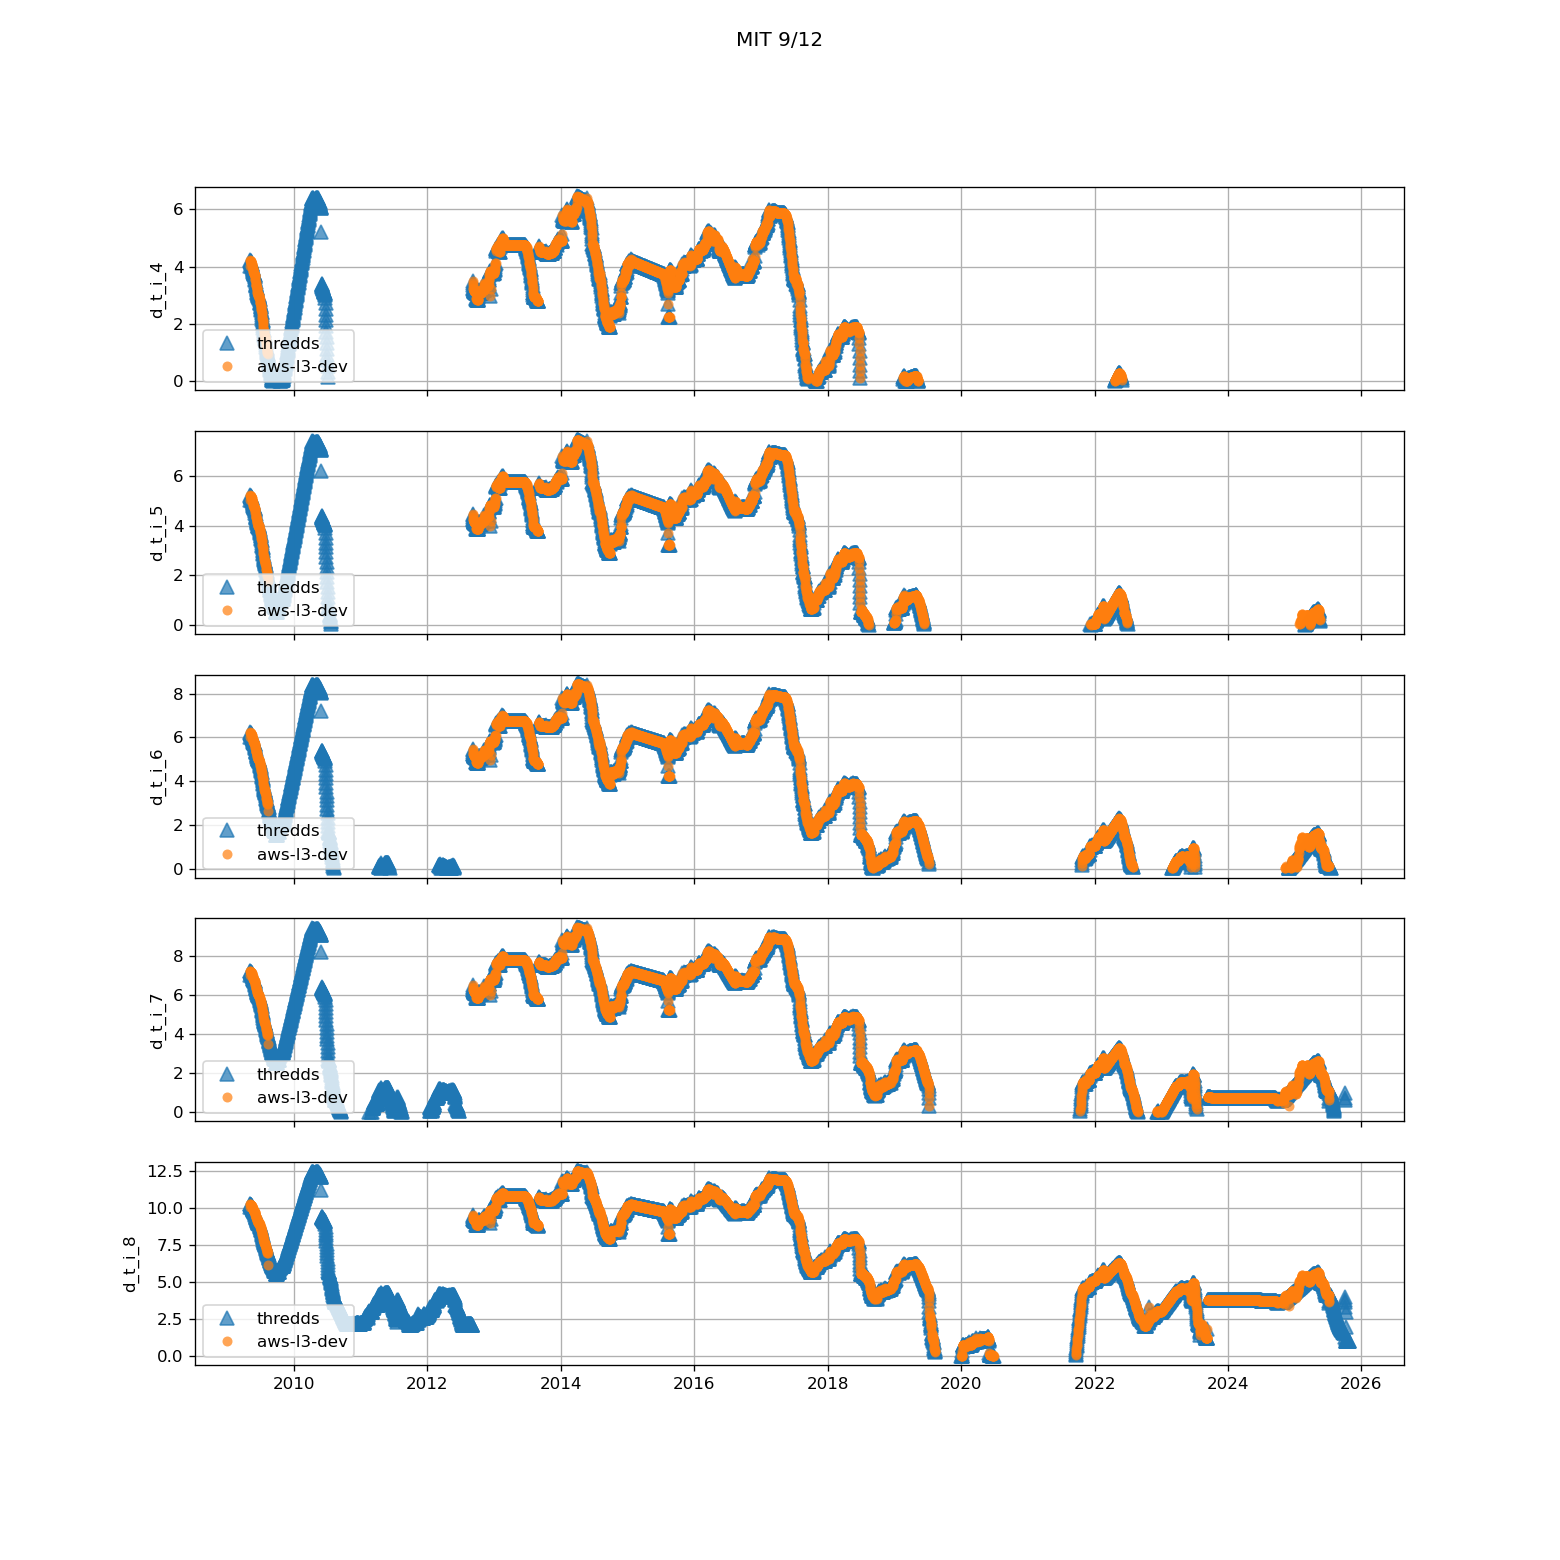 MIT 9/12
6
4
2
0
d_t_i_4
thredds
aws-l3-dev
6
4
2
0
d_t_i_5
thredds
aws-l3-dev
8
6
4
2
0
d_t_i_6
thredds
aws-l3-dev
8
6
4
2
0
d_t_i_7
thredds
aws-l3-dev
12.5
10.0
7.5
5.0
2.5
0.0
d_t_i_8
thredds
aws-l3-dev
2010 2012 2014 2016 2018 2020 2022 2024 2026